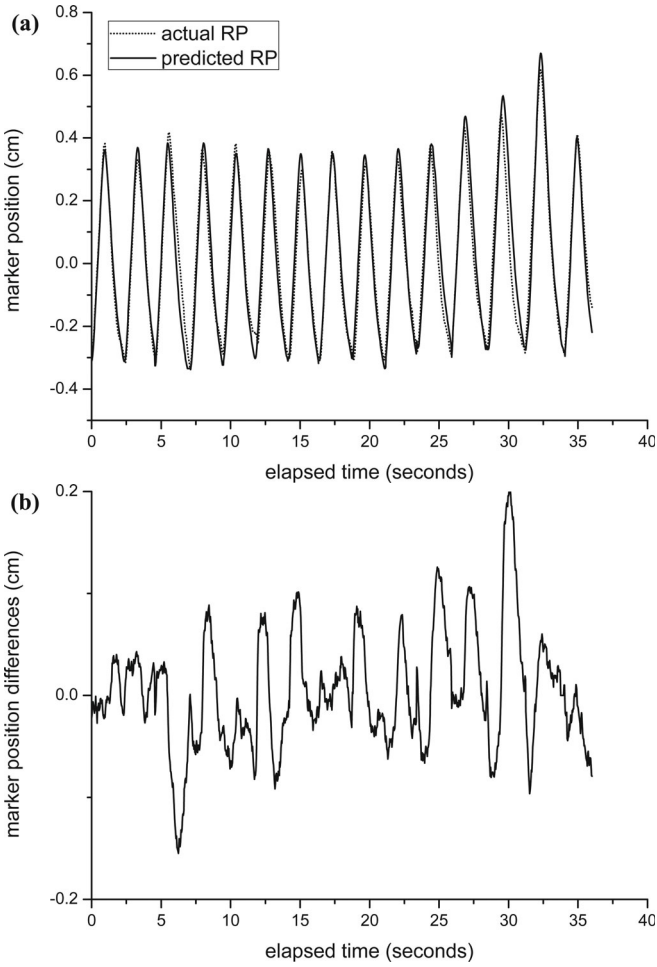 (a)
actual RP
predicted RP
marker position (cm)
0.8
0.6
0.4
0.2
0.0
-0.2
-0.4
0 5 10 15 20 25 30 35 40
elapsed time (seconds)
(b)
marker position differences (cm)
0.2
0.0
-0.2
0 5 10 15 20 25 30 35 40
elapsed time (seconds)